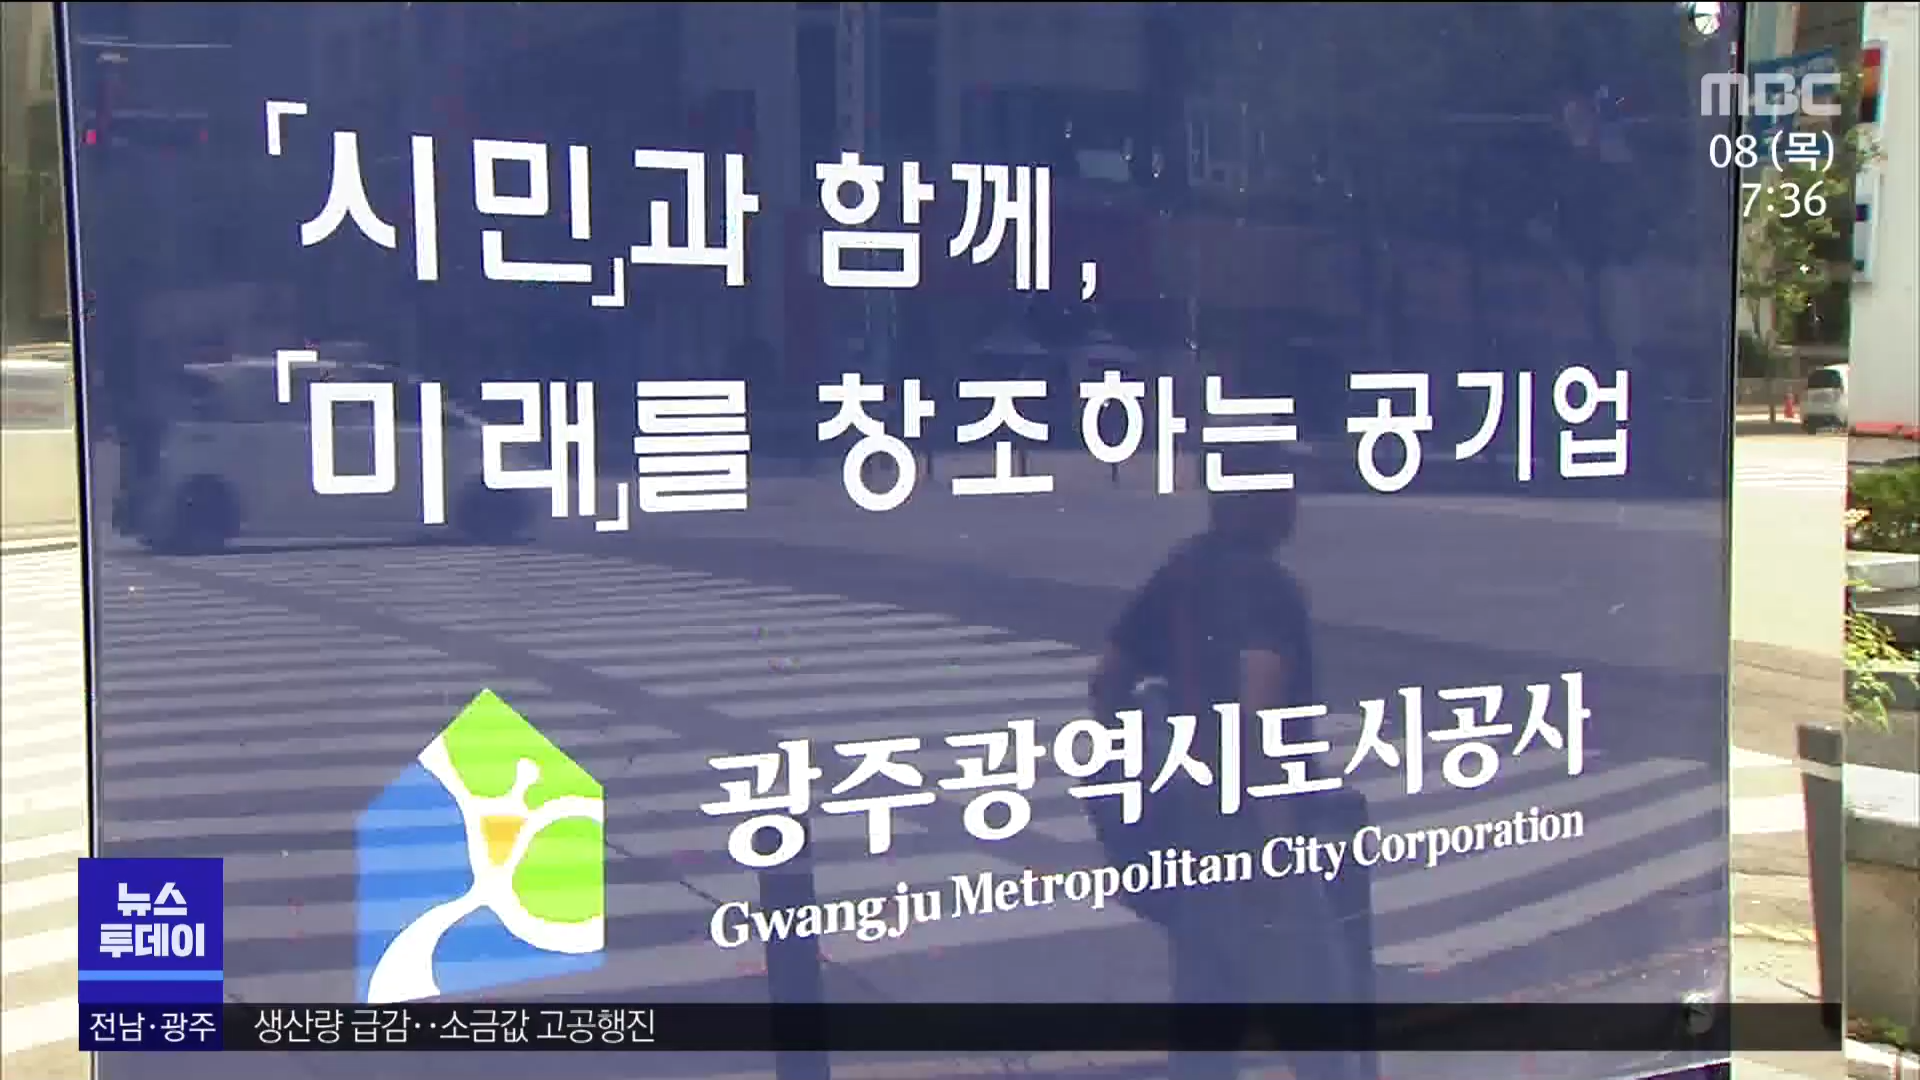 MBC
08 (목)
7:36
「시민」과 함께,
「미래」를 창조하는 공기업
광주광역시도시공사
Gwangju Metropolitan City Corporation
뉴스
투데이
전남·광주
생산량 급감··소금값 고공행진